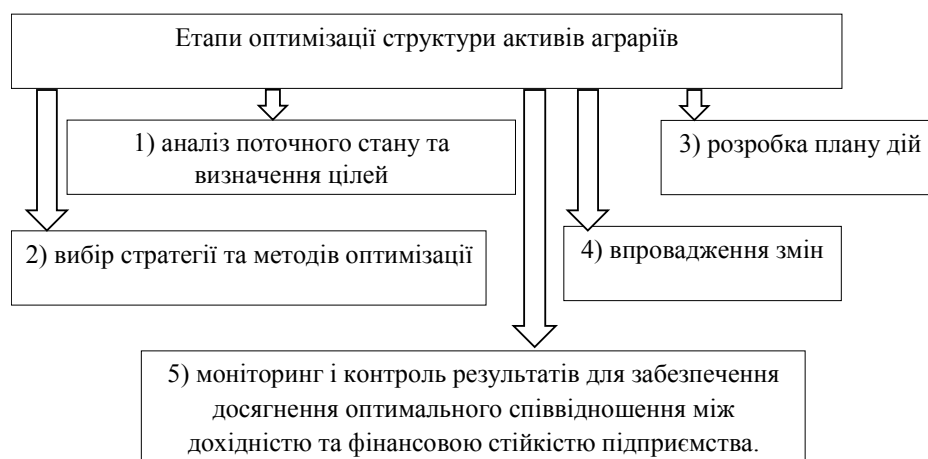 Етапи оптимізації структури активів аграріїв
1) аналіз поточного стану та
визначення цілей
3) розробка плану дій
2) вибір стратегії та методів оптимізації
4) впровадження змін
5) моніторинг і контроль результатів для забезпечення
досягнення оптимального співвідношення між
дохідністю та фінансовою стійкістю підприємства.